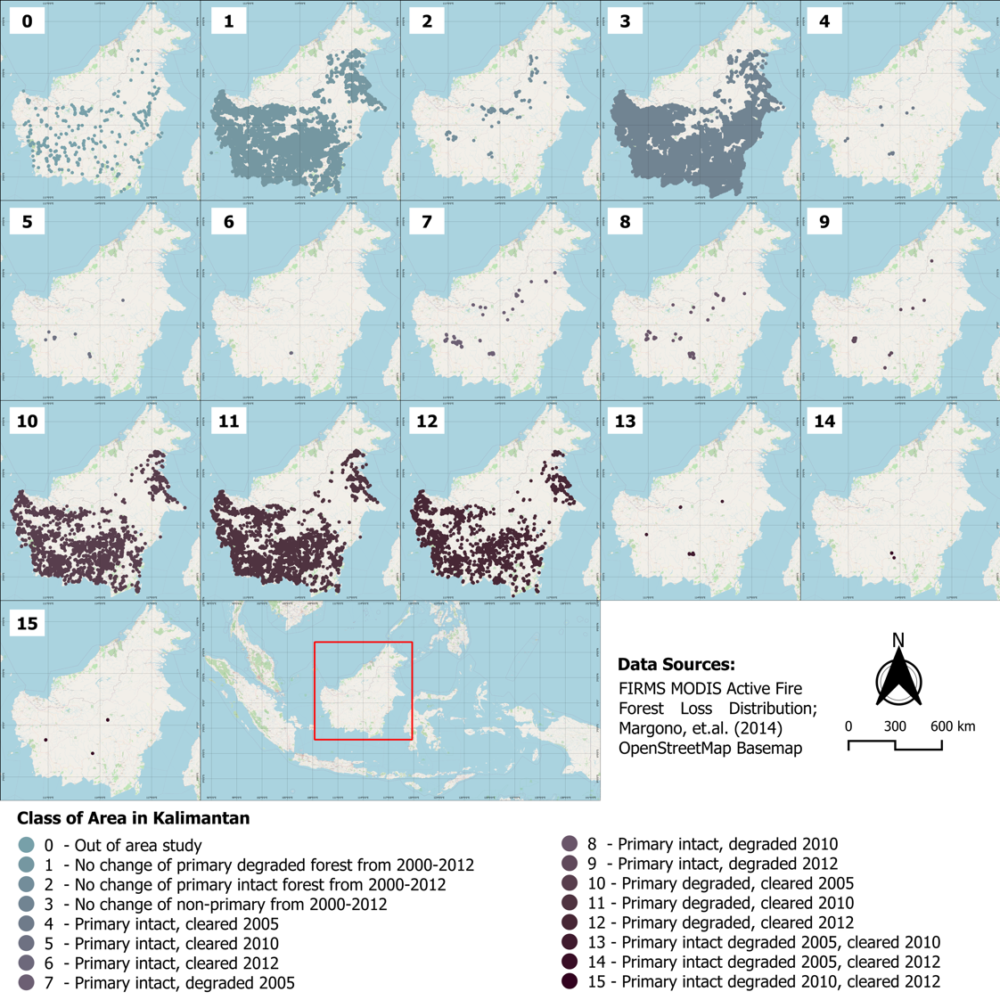 0
1
2
3
4
5
6
7
8
9
10
11
12
13
14
15
Data Sources:
FIRMS MODIS Active Fire
Forest Loss Distribution;
Margono, et.al. (2014)
OpenStreetMap Basemap
N
0 300 600 km
Class of Area in Kalimantan
0 - Out of area study
1 - No change of primary degraded forest from 2000-2012
2 - No change of primary intact forest from 2000-2012
3 - No change of non-primary from 2000-2012
4 - Primary intact, cleared 2005
5 - Primary intact, cleared 2010
6 - Primary intact, cleared 2012
7 - Primary intact, degraded 2005
8 - Primary intact, degraded 2010
9 - Primary intact, degraded 2012
10 - Primary degraded, cleared 2005
11 - Primary degraded, cleared 2010
12 - Primary degraded, cleared 2012
13 - Primary intact degraded 2005, cleared 2010
14 - Primary intact degraded 2005, cleared 2012
15 - Primary intact degraded 2010, cleared 2012